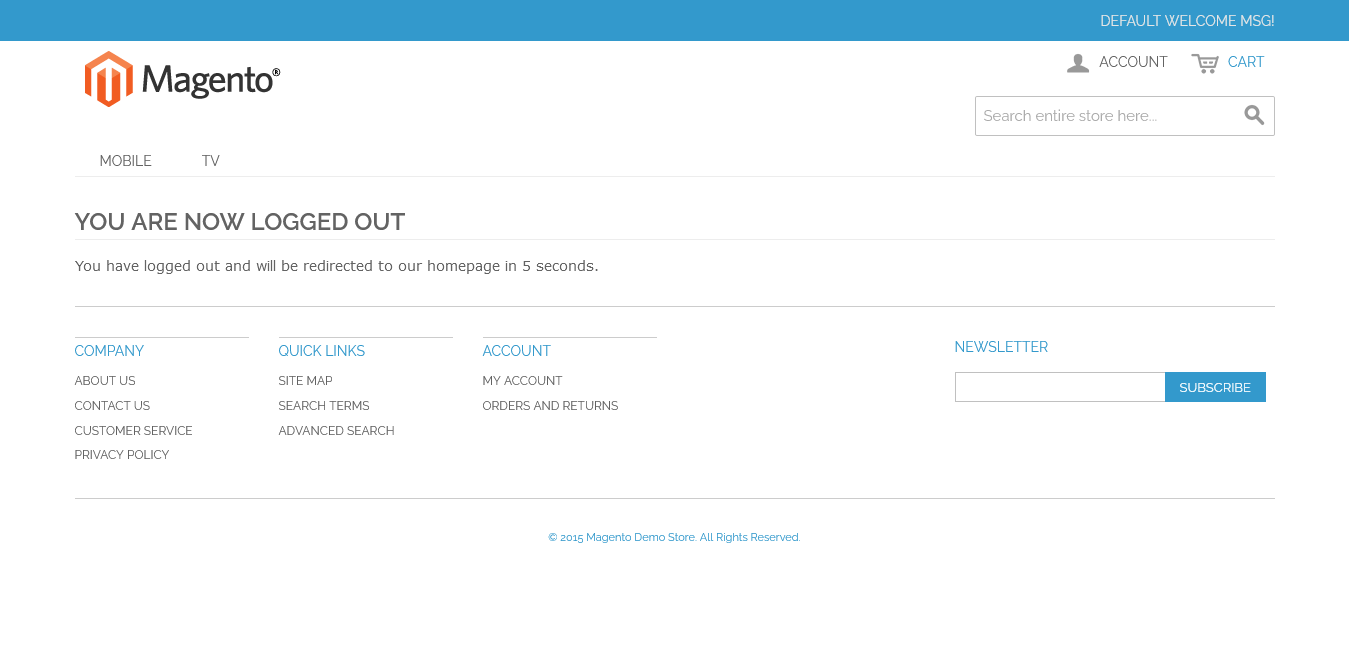 DEFAULT WELCOME MSG!
Magento®
ACCOUNT
CART
Search entire store here...
MOBILE
TV
YOU ARE NOW LOGGED OUT
You have logged out and will be redirected to our homepage in 5 seconds.
COMPANY
ABOUT US
CONTACT US
CUSTOMER SERVICE
PRIVACY POLICY
QUICK LINKS
SITE MAP
SEARCH TERMS
ADVANCED SEARCH
ACCOUNT
MY ACCOUNT
ORDERS AND RETURNS
NEWSLETTER
SUBSCRIBE
© 2015 Magento Demo Store. All Rights Reserved.